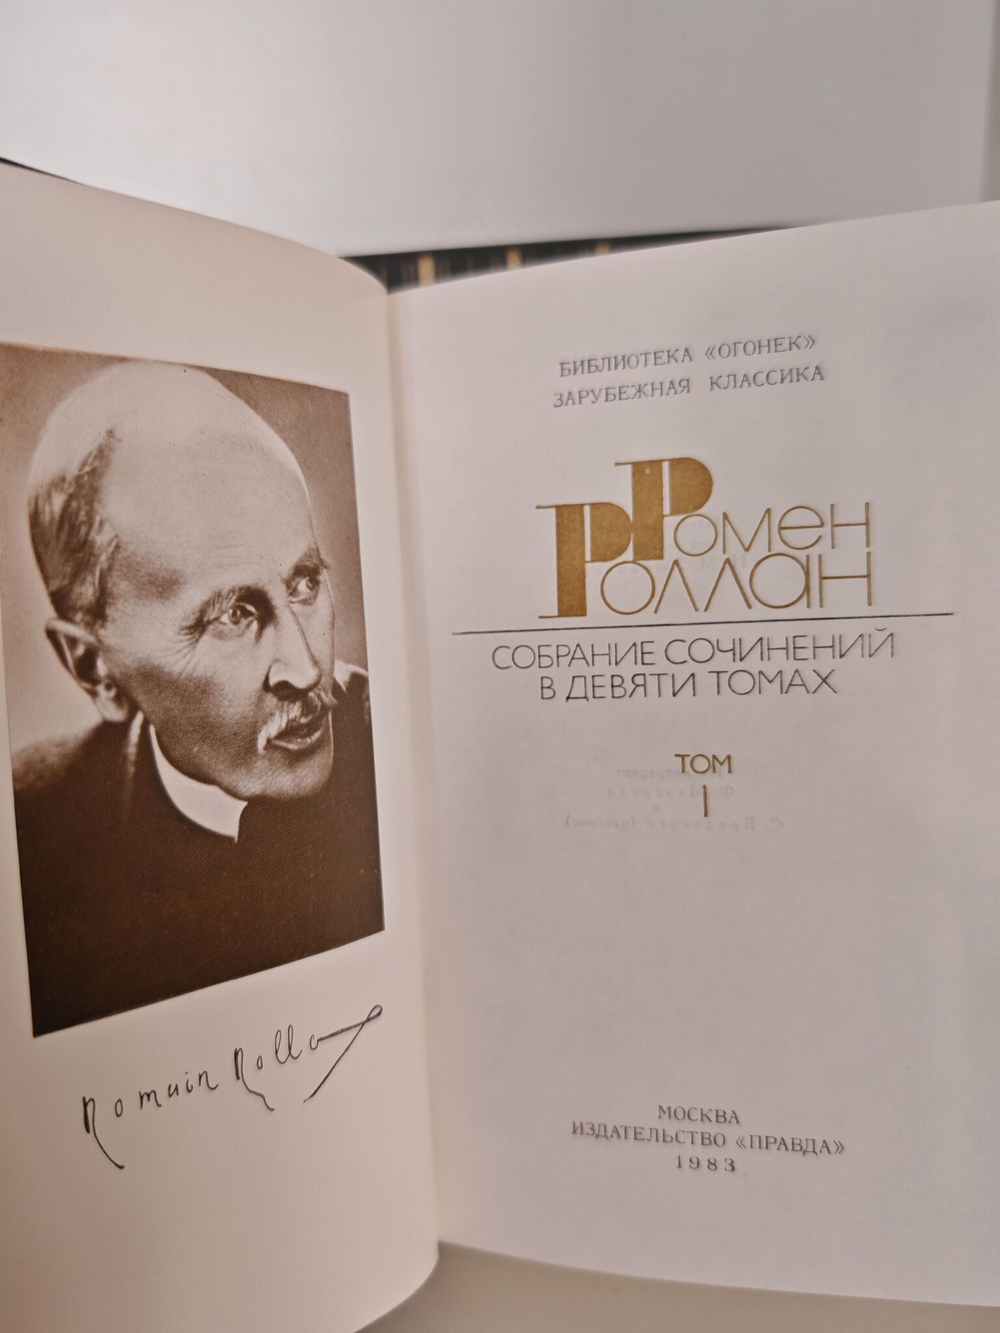 БИБЛИОТЕКА «ОГОНЕК»
ЗАРУБЕЖНАЯ КЛАССИКА
РОМЕН
РОЛЛАН
СОБРАНИЕ СОЧИНЕНИЙ
В ДЕВЯТИ ТОМАХ
ТОМ
I
МОСКВА
ИЗДАТЕЛЬСТВО «ПРАВДА»
1983
Romain Rolland